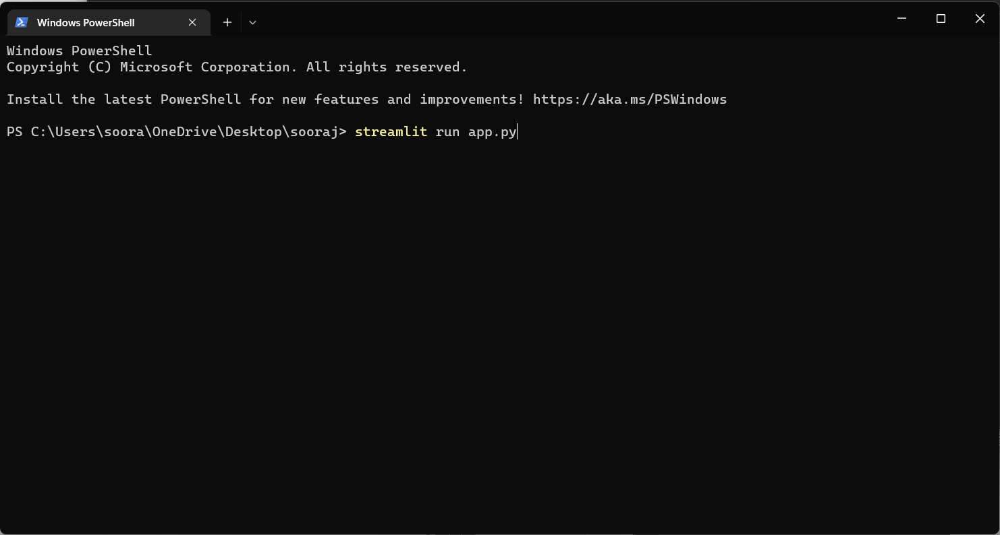 Windows PowerShell
Windows PowerShell
Copyright (C) Microsoft Corporation. All rights reserved.
Install the latest PowerShell for new features and improvements! https://aka.ms/PSWindows
PS C:\Users\soora\OneDrive\Desktop\sooraj> streamlit run app.py